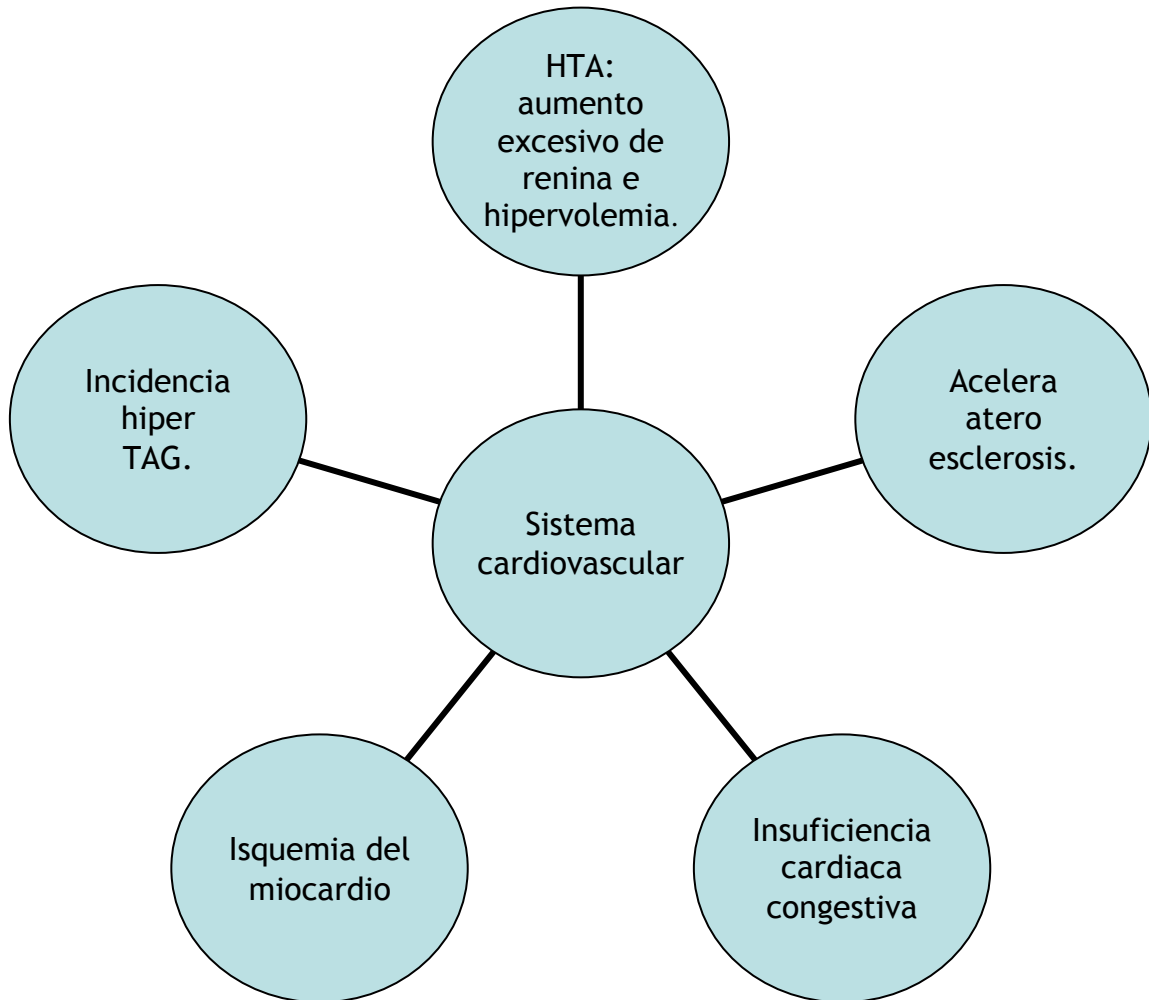 HTA:
aumento
excesivo de
renina e
hipervolemia.
Incidencia
hiper
TAG.
Acelera
atero
esclerosis.
Sistema
cardiovascular
Isquemia del
miocardio
Insuficiencia
cardiaca
congestiva